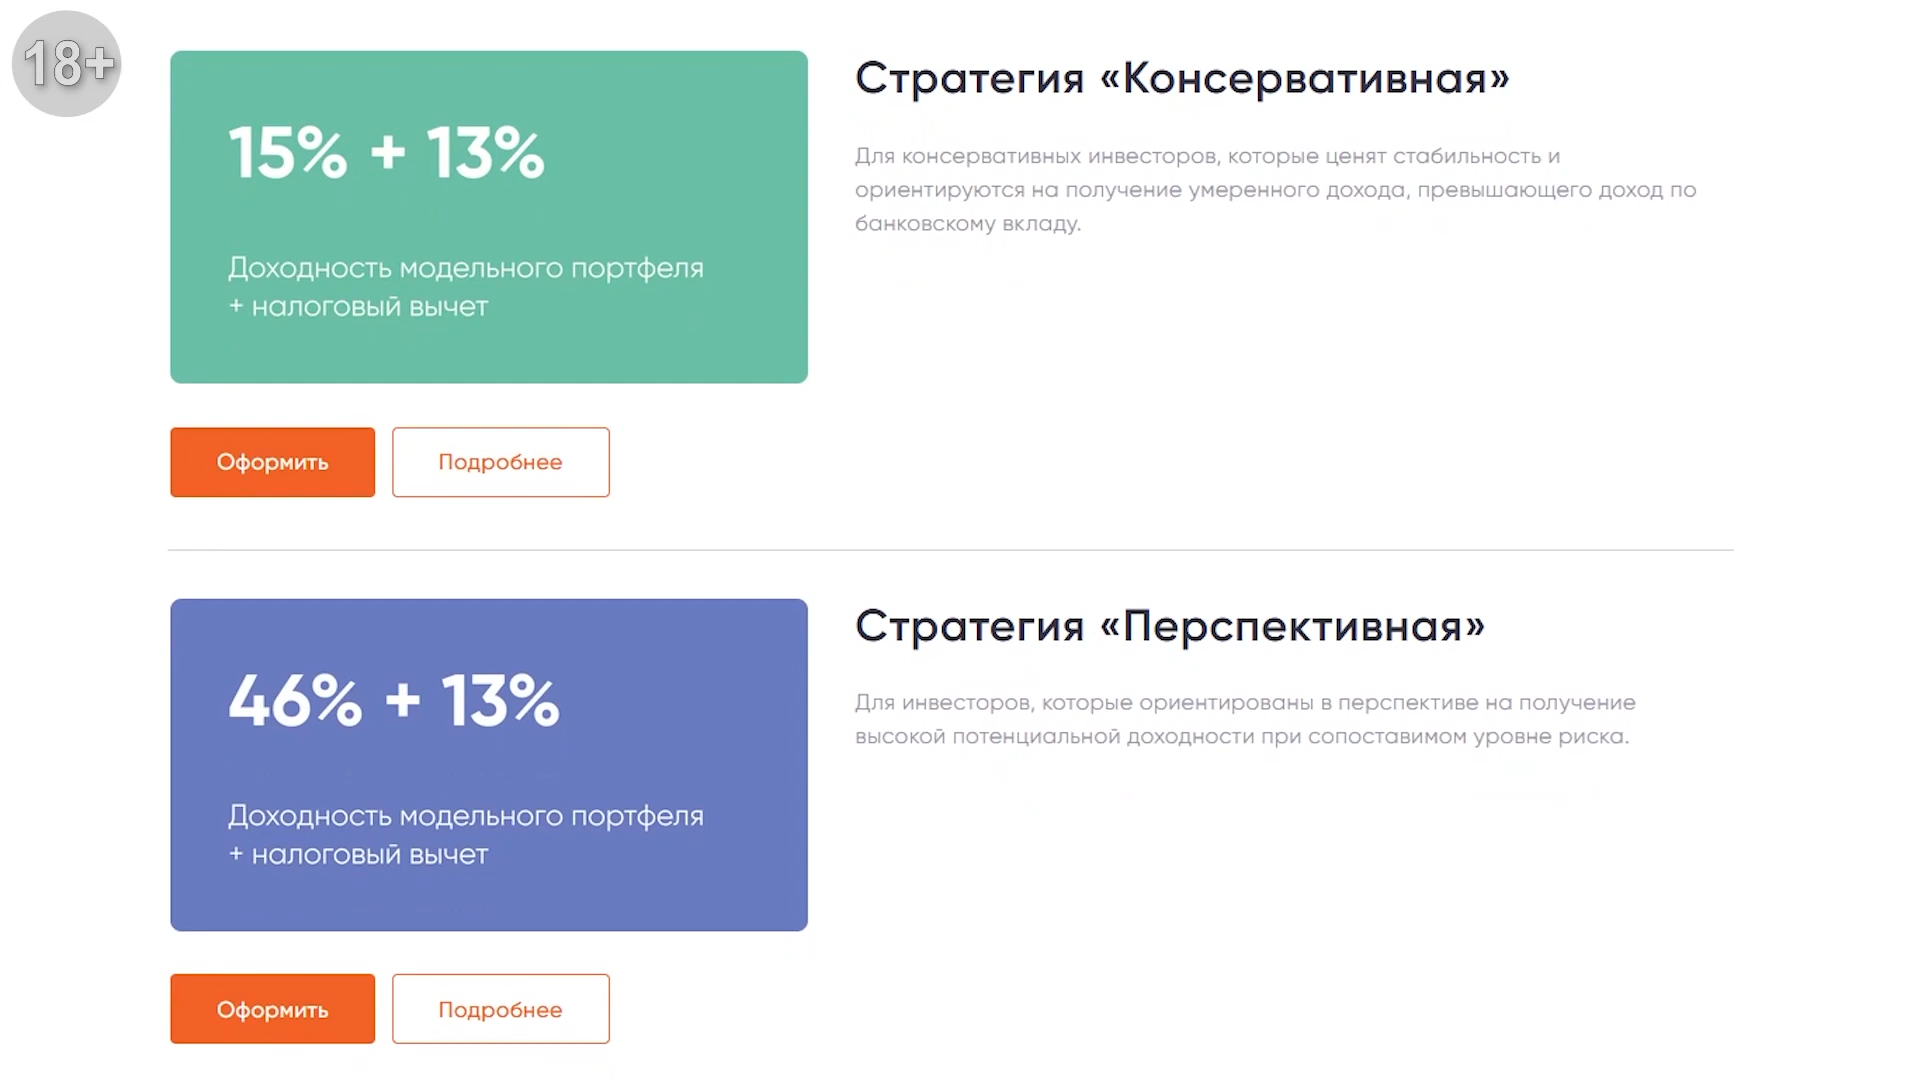 18+
15% + 13%
Доходность модельного портфеля
+ налоговый вычет
Стратегия «Консервативная»
Для консервативных инвесторов, которые ценят стабильность и
ориентируются на получение умеренного дохода, превышающего доход по
банковскому вкладу.
Оформить
Подробнее
46% + 13%
Доходность модельного портфеля
+ налоговый вычет
Стратегия «Перспективная»
Для инвесторов, которые ориентированы в перспективе на получение
высокой потенциальной доходности при сопоставимом уровне риска.
Оформить
Подробнее